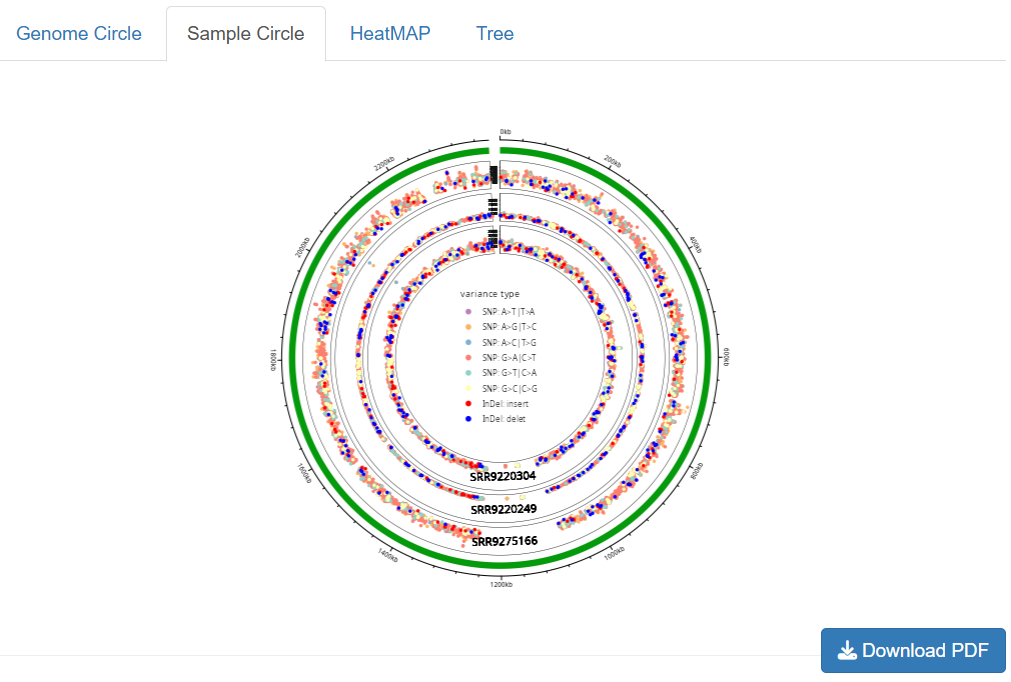 Genome Circle
Sample Circle
HeatMAP
Tree
0kb
200kb
400kb
600kb
800kb
1000kb
1200kb
1400kb
1600kb
1800kb
2000kb
2200kb
variance type
SNP: A>T|T>A
SNP: A>G|T>C
SNP: A>C|T>G
SNP: G>A|C>T
SNP: G>T|C>A
SNP: G>C|C>G
InDel: insert
InDel: delet
SRR9220304
SRR9220249
SRR9275166
Download PDF